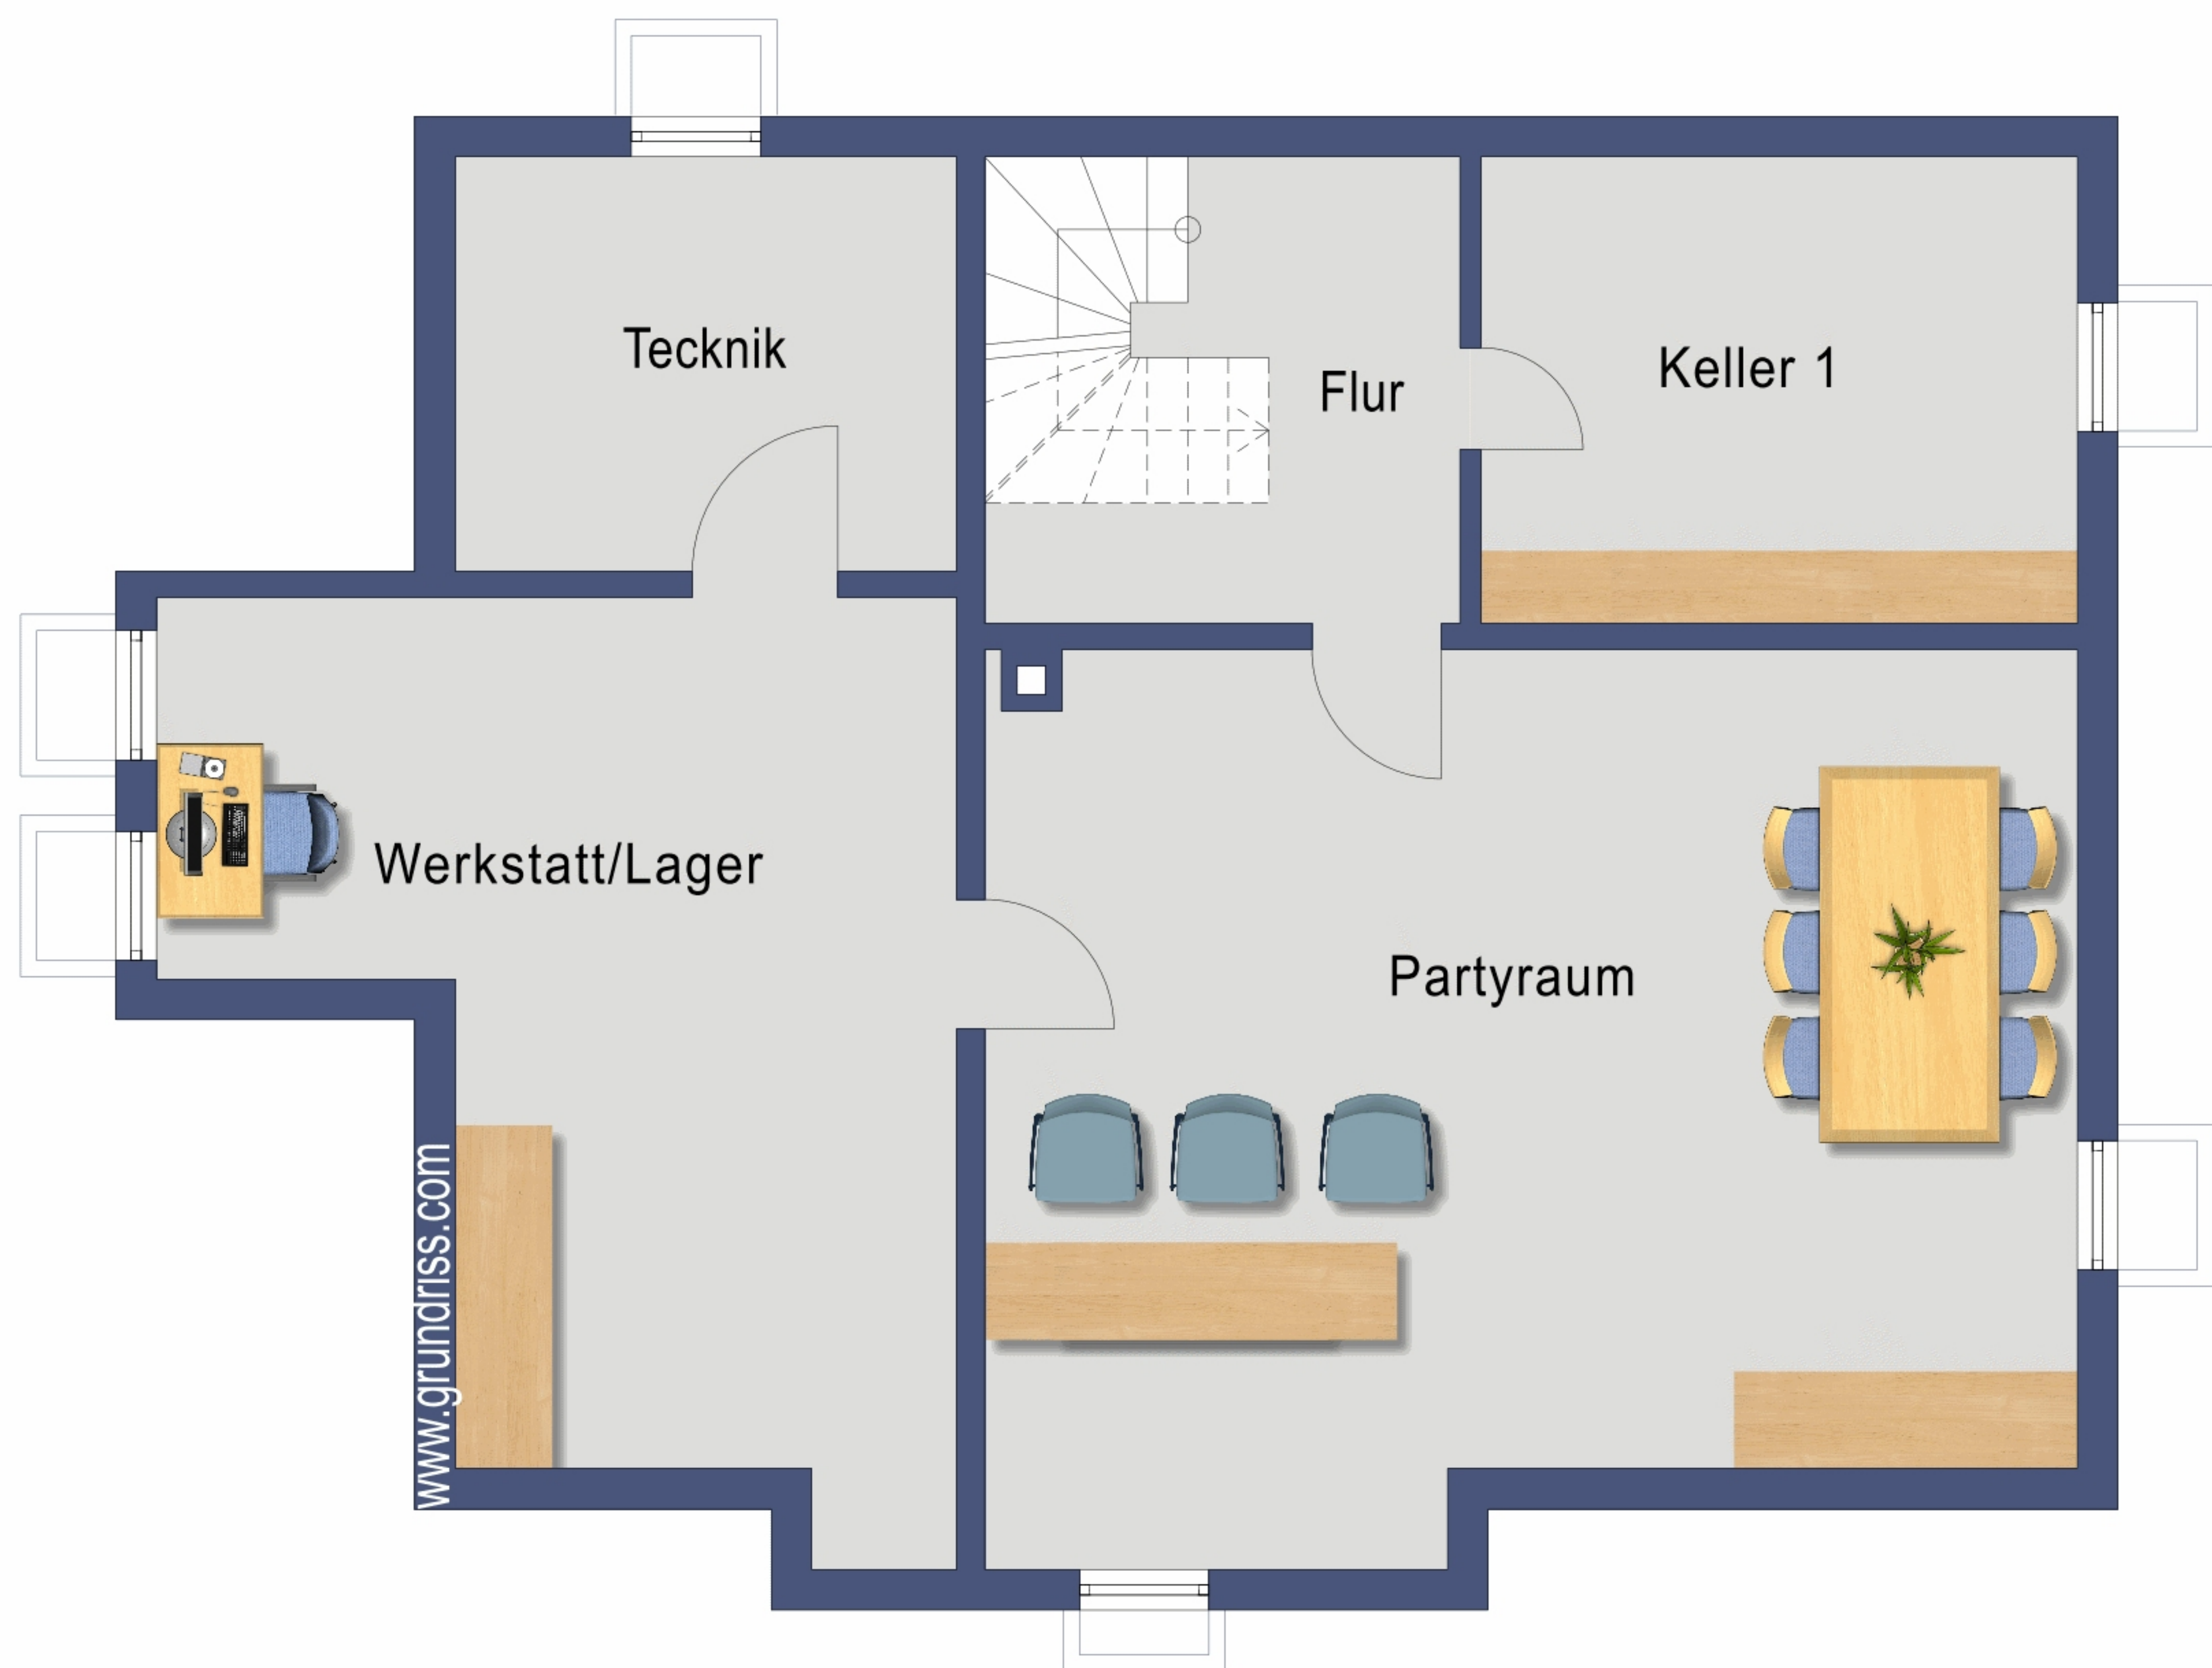 Tecknik
Flur
Keller 1
Werkstatt/Lager
Partyraum
www.grundriss.com